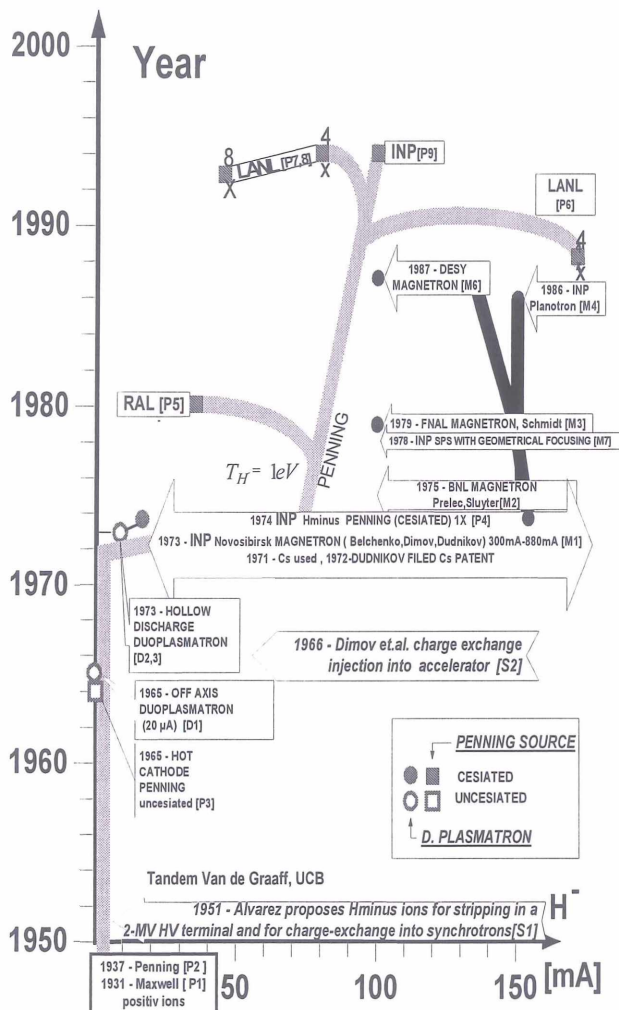 2000
Year
8
X
LANL [P7,8]
4
X
INP[P9]
LANL
[P6]
4
X
1990
1987 - DESY
MAGNETRON [M6]
1986 - INP
Planotron [M4]
1980
RAL [P5]
PENNING
1979 - FNAL MAGNETRON, Schmidt [M3]
1978 - INP SPS WITH GEOMETRICAL FOCUSING [M7]
T_H = 1eV
1975 - BNL MAGNETRON
Prelec,Sluyter[M2]
1974 INP Hminus PENNING (CESIATED) 1X [P4]
1973 - INP Novosibirsk MAGNETRON ( Belchenko,Dimov,Dudnikov) 300mA-880mA [M1]
1971 - Cs used , 1972-DUDNIKOV FILED Cs PATENT
1970
1973 - HOLLOW
DISCHARGE
DUOPLASMATRON
[D2,3]
1966 - Dimov et.al. charge exchange
injection into accelerator [S2]
1965 - OFF AXIS
DUOPLASMATRON
(20 µA) [D1]
1960
1965 - HOT
CATHODE
PENNING
uncesiated [P3]
PENNING SOURCE
CESIATED
UNCESIATED
D. PLASMATRON
Tandem Van de Graaff, UCB
H-
1951 - Alvarez proposes Hminus ions for stripping in a
2-MV HV terminal and for charge-exchange into synchrotrons[S1]
1950
1937 - Penning [P2 ]
1931 - Maxwell [ P1]
positiv ions
50
100
150
[mA]